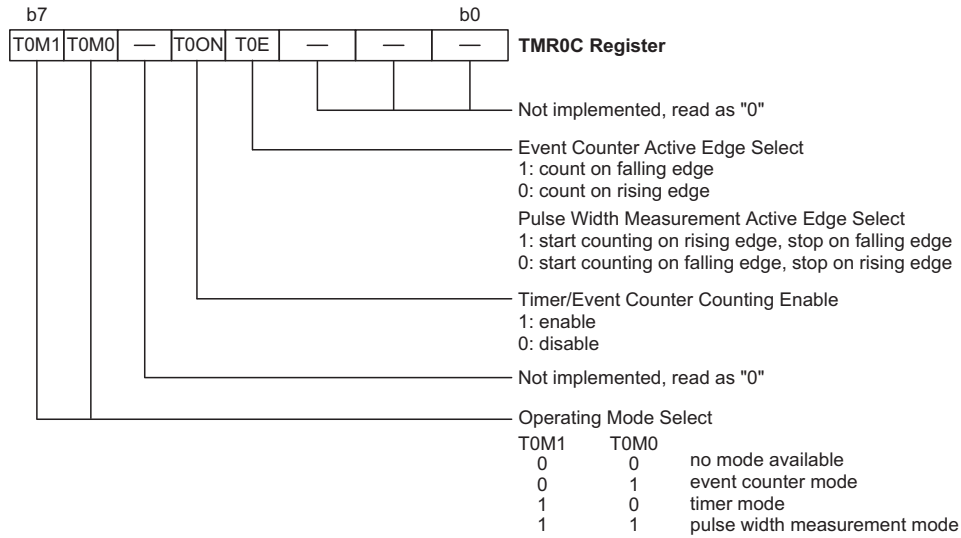 b7 b0
T0M1 T0M0 — T0ON T0E — — — TMR0C Register
Not implemented, read as "0"
Event Counter Active Edge Select
1: count on falling edge
0: count on rising edge
Pulse Width Measurement Active Edge Select
1: start counting on rising edge, stop on falling edge
0: start counting on falling edge, stop on rising edge
Timer/Event Counter Counting Enable
1: enable
0: disable
Not implemented, read as "0"
Operating Mode Select
T0M1 T0M0
0 0 no mode available
0 1 event counter mode
1 0 timer mode
1 1 pulse width measurement mode